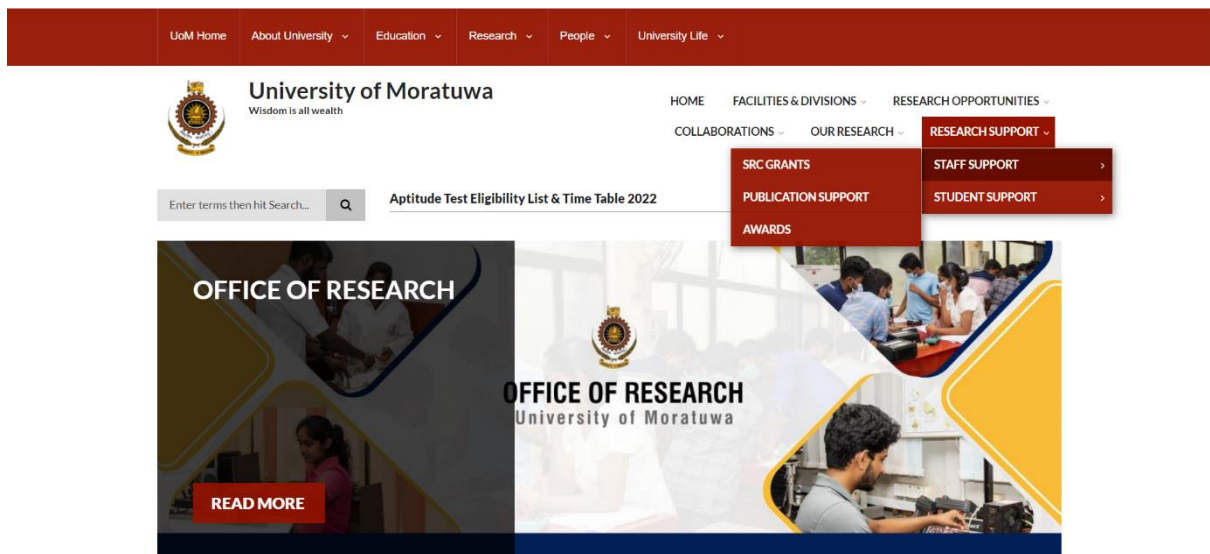 UoM Home About University Education Research People University Life
University of Moratuwa
Wisdom is all wealth
HOME FACILITIES & DIVISIONS RESEARCH OPPORTUNITIES
COLLABORATIONS OUR RESEARCH RESEARCH SUPPORT
SRC GRANTS STAFF SUPPORT
Enter terms then hit Search... Aptitude Test Eligibility List & Time Table 2022 PUBLICATION SUPPORT STUDENT SUPPORT
AWARDS
OFFICE OF RESEARCH
OFFICE OF RESEARCH
University of Moratuwa
READ MORE